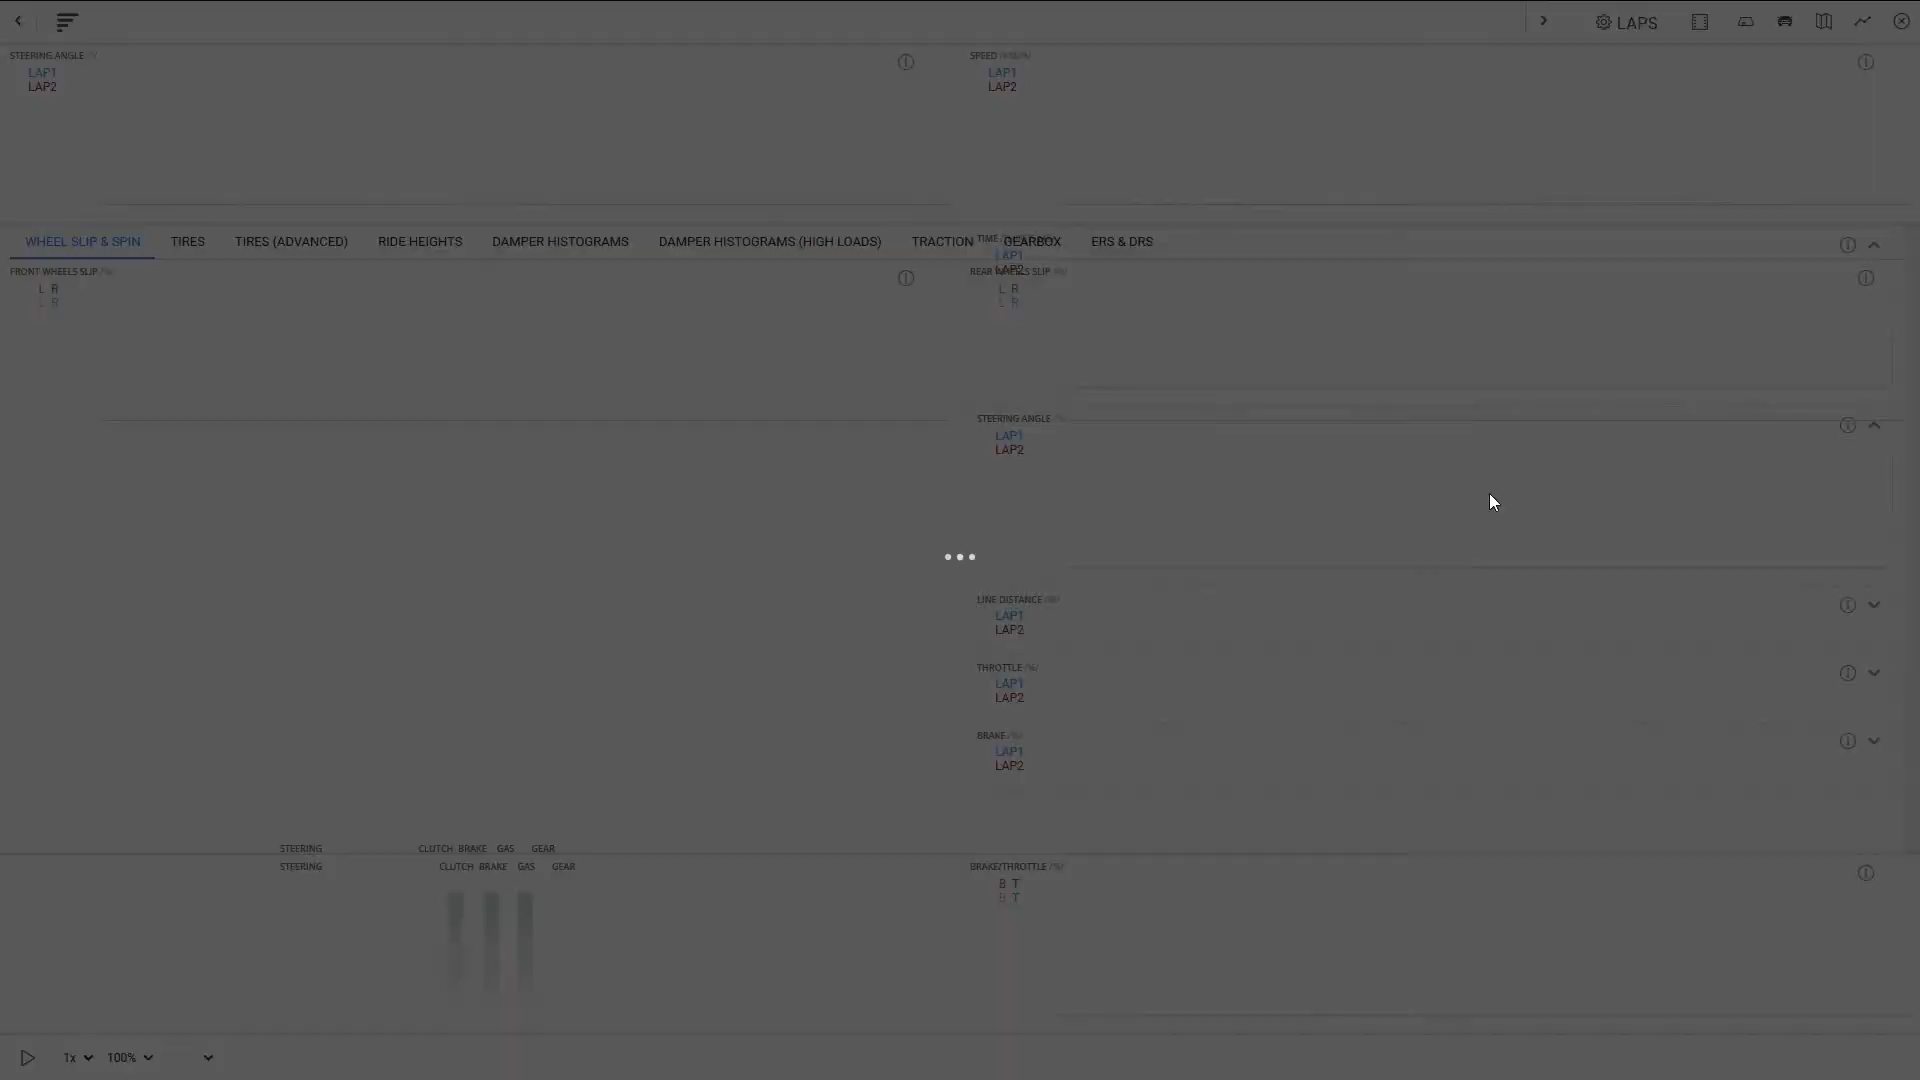 LAPS
STEERING ANGLE
LAP1
LAP2
SPEED
LAP1
LAP2
WHEEL SLIP & SPIN TIRES TIRES (ADVANCED) RIDE HEIGHTS DAMPER HISTOGRAMS DAMPER HISTOGRAMS (HIGH LOADS) TRACTION GEARBOX ERS & DRS
TIME
LAP1
LAP2
FRONT WHEELS SLIP /%/
L R
L R
REAR WHEELS SLIP /%/
L R
L R
STEERING ANGLE
LAP1
LAP2
LINE DISTANCE
LAP1
LAP2
THROTTLE /%/
LAP1
LAP2
BRAKE /%/
LAP1
LAP2
STEERING CLUTCH BRAKE GAS GEAR
STEERING CLUTCH BRAKE GAS GEAR
BRAKE/THROTTLE /%/
B T
B T
1x 100%